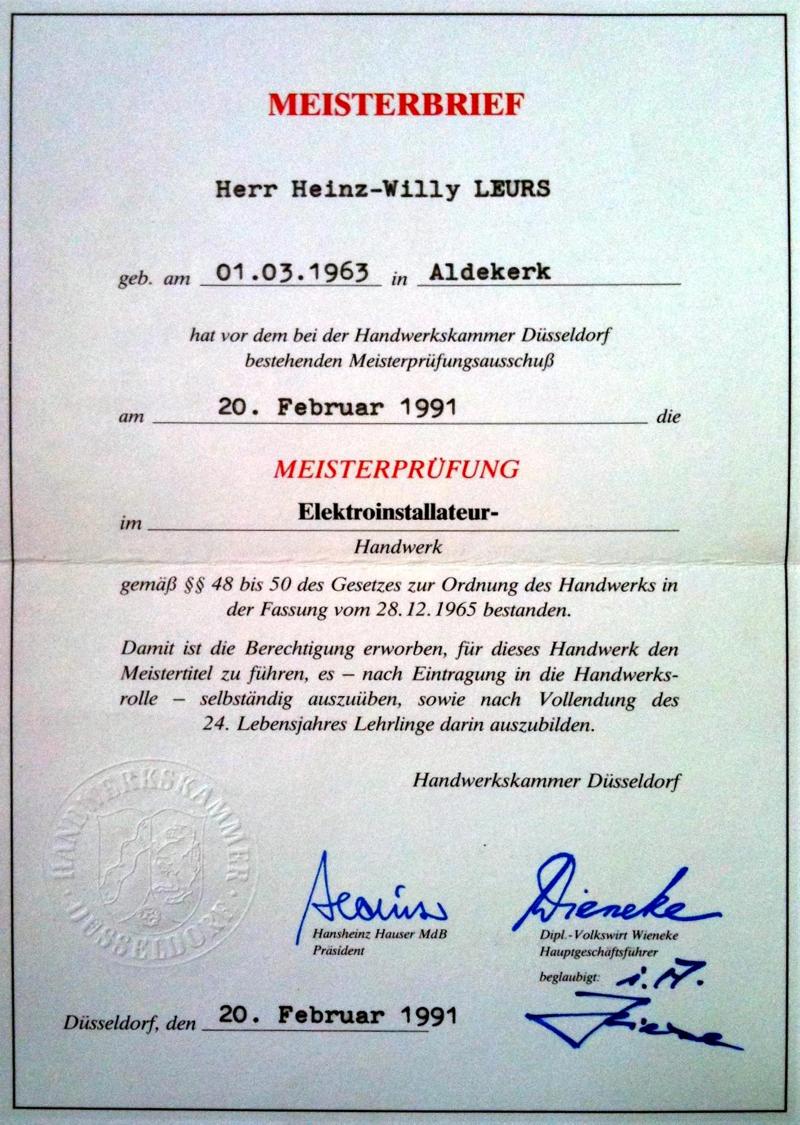 MEISTERBRIEF
Herr Heinz-Willy LEURS
geb. am 01.03.1963 in Aldekerk
hat vor dem bei der Handwerkskammer Düsseldorf
bestehenden Meisterprüfungsausschuß
am 20. Februar 1991 die
MEISTERPRÜFUNG
im Elektroinstallateur-
Handwerk
gemäß §§ 48 bis 50 des Gesetzes zur Ordnung des Handwerks in
der Fassung vom 28.12.1965 bestanden.
Damit ist die Berechtigung erworben, für dieses Handwerk den
Meistertitel zu führen, es – nach Eintragung in die Handwerks-
rolle – selbständig auszuüben, sowie nach Vollendung des
24. Lebensjahres Lehrlinge darin auszubilden.
Handwerkskammer Düsseldorf
HANDWERKSKAMMER
DÜSSELDORF
Wieneke
Hansheinz Hauser MdB Dipl.-Volkswirt Wieneke
Präsident Hauptgeschäftsführer
beglaubigt: i.A.
Düsseldorf, den 20. Februar 1991